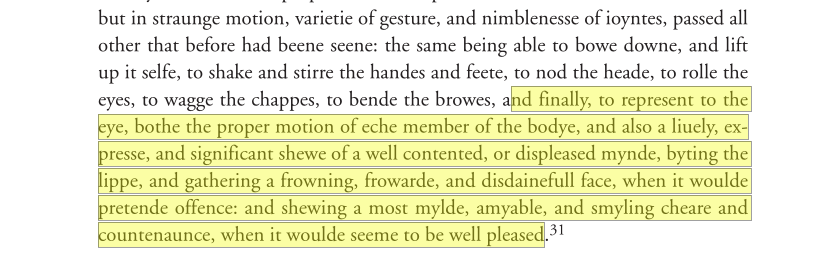 but in straunge motion, varietie of gesture, and nimblenesse of ioyntes, passed all
other that before had beene seene: the same being able to bowe downe, and lift
up it selfe, to shake and stirre the handes and feete, to nod the heade, to rolle the
eyes, to wagge the chappes, to bende the browes, and finally, to represent to the
eye, bothe the proper motion of eche member of the bodye, and also a liuely, ex-
presse, and significant shewe of a well contented, or displeased mynde, byting the
lippe, and gathering a frowning, frowarde, and disdainefull face, when it woulde
pretende offence: and shewing a most mylde, amyable, and smyling cheare and
countenaunce, when it woulde seeme to be well pleased.31